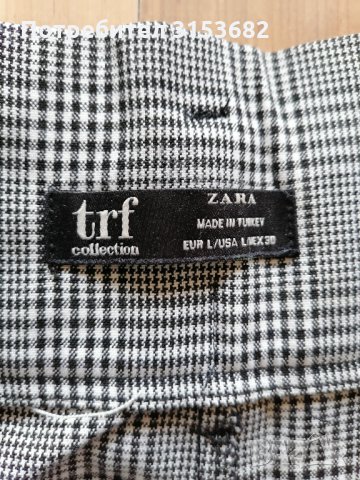 Потребител 3153682
trf
collection
ZARA
MADE IN TURKEY
EUR L/USA L/MEX 30